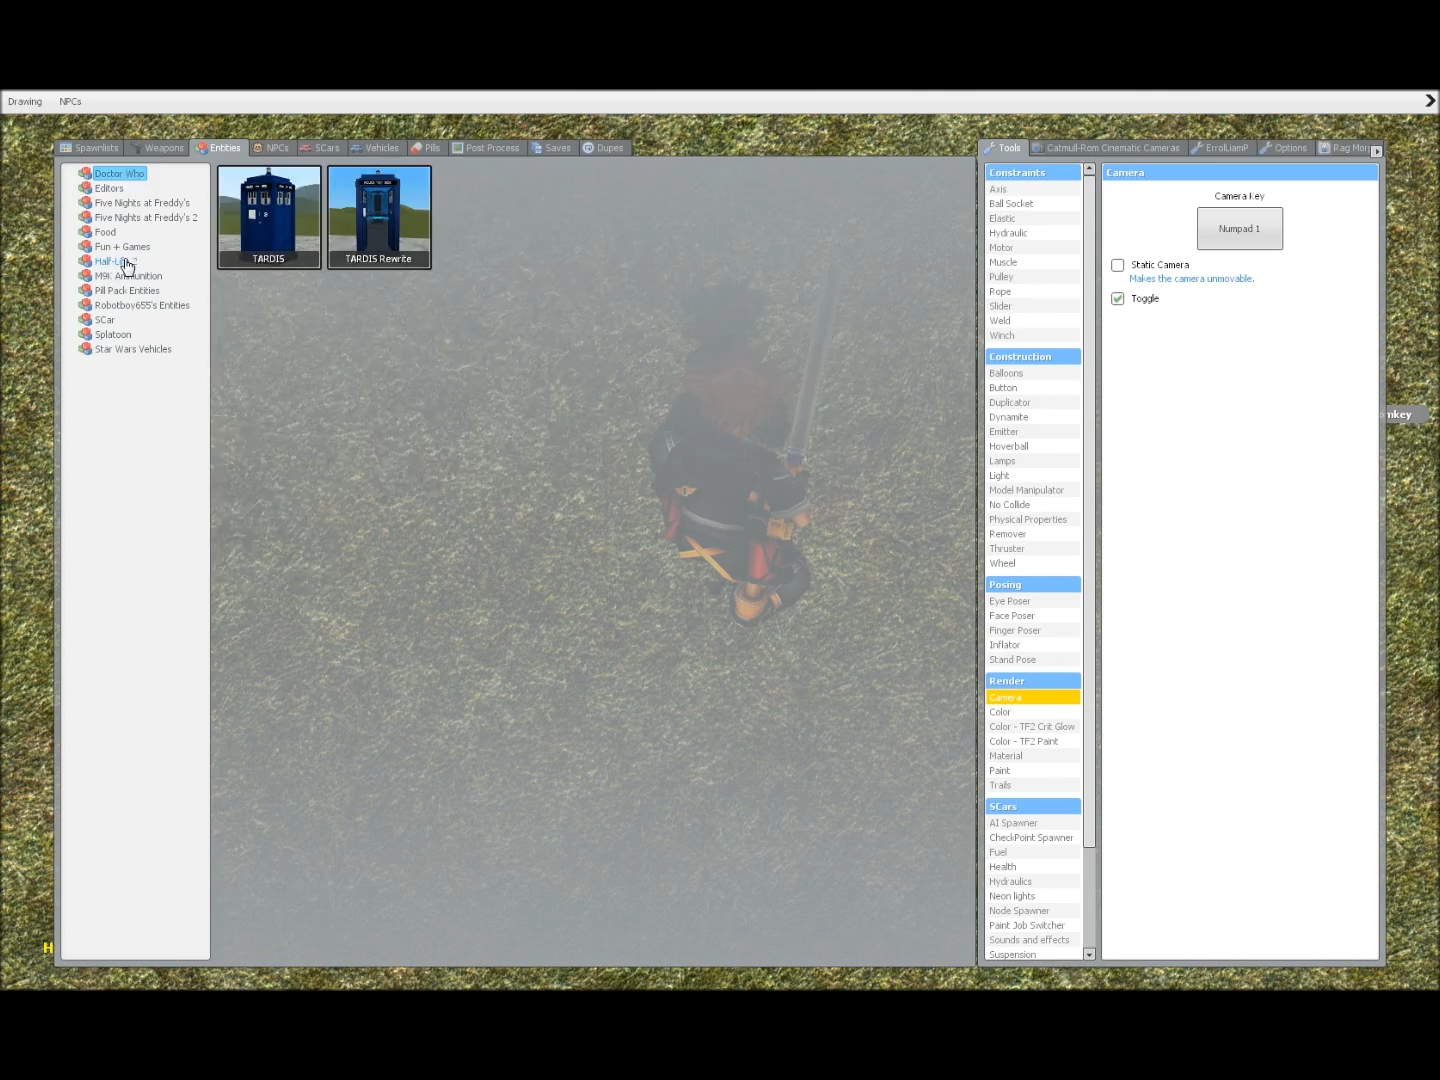 Drawing NPCs
Spawnlists Weapons Entities NPCs SCars Vehicles Pills Post Process Saves Dupes
Doctor Who
Editors
Five Nights at Freddy's
Five Nights at Freddy's 2
Food
Fun + Games
M9K Ammunition
Pill Pack Entities
Robotboy655's Entities
SCar
Splatoon
Star Wars Vehicles
TARDIS
TARDIS Rewrite
Tools Catmull-Rom Cinematic Cameras ErrolLiamP Options Rag
Constraints
Axis
Ball Socket
Elastic
Hydraulic
Motor
Muscle
Pulley
Rope
Slider
Weld
Winch
Construction
Balloons
Button
Duplicator
Dynamite
Emitter
Hoverball
Lamps
Light
Model Manipulator
No Collide
Physical Properties
Remover
Thruster
Wheel
Posing
Eye Poser
Face Poser
Finger Poser
Inflator
Stand Pose
Render
Camera
Color
Color - TF2 Crit Glow
Color - TF2 Paint
Material
Paint
Trails
SCars
AI Spawner
CheckPoint Spawner
Fuel
Health
Hydraulics
Neon lights
Node Spawner
Paint Job Switcher
Sounds and effects
Suspension
Camera
Camera Key
Numpad 1
Static Camera
Makes the camera unmovable.
Toggle
mkey
H